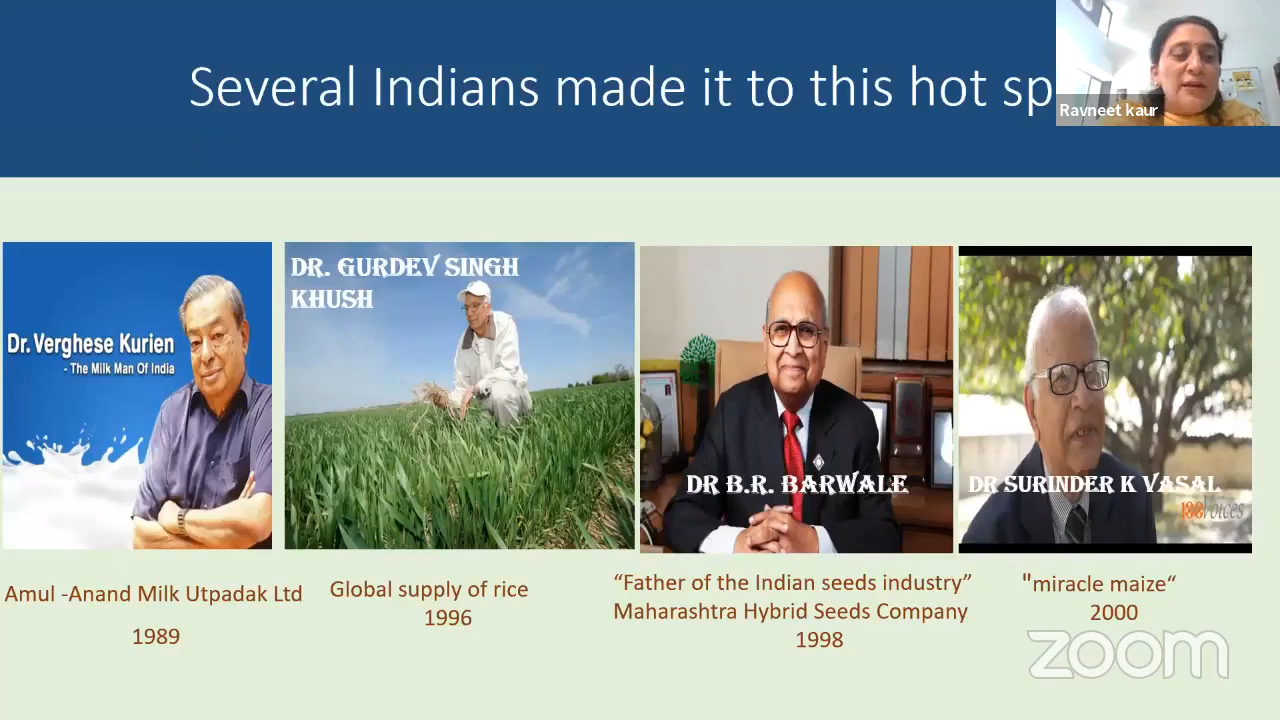 Several Indians made it to this hot sp
Ravneet kaur
Dr. Verghese Kurien
- The Milk Man Of India
DR. GURDEV SINGH
KHUSH
DR B.R. BARWALE
DR SURINDER K VASAL
188Voices
Amul -Anand Milk Utpadak Ltd
1989
Global supply of rice
1996
“Father of the Indian seeds industry”
Maharashtra Hybrid Seeds Company
1998
"miracle maize“
2000
zoom